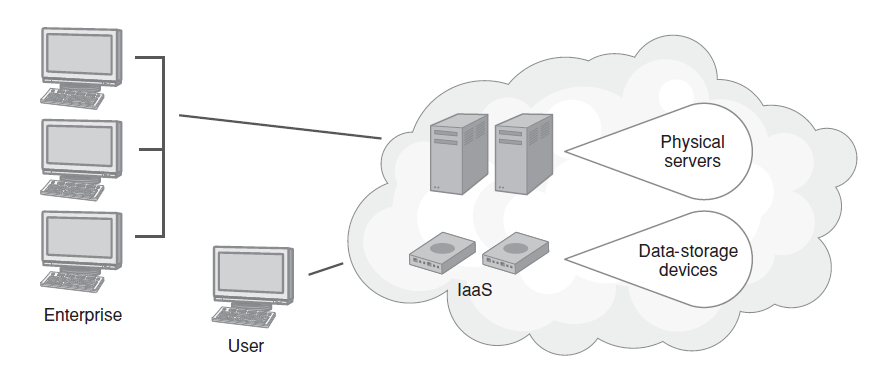 Physical
servers
Data-storage
devices
IaaS
Enterprise
User